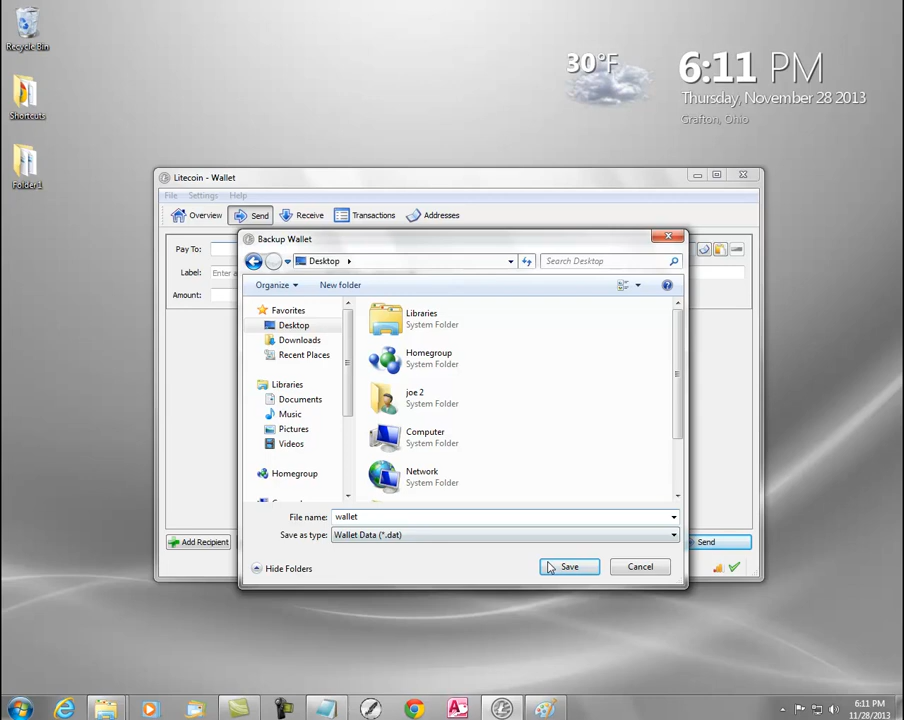 Recycle Bin
Shortcuts
Folder1
30°F
6:11 PM
Thursday, November 28 2013
Grafton, Ohio
Litecoin - Wallet
File Settings Help
Overview Send Receive Transactions Addresses
Pay To:
Label: Enter a
Amount:
Add Recipient
Send
Backup Wallet
Desktop
Search Desktop
Organize New folder
Favorites
Desktop
Downloads
Recent Places
Libraries
Documents
Music
Pictures
Videos
Homegroup
Libraries
System Folder
Homegroup
System Folder
joe 2
System Folder
Computer
System Folder
Network
System Folder
File name: wallet
Save as type: Wallet Data (*.dat)
Hide Folders
Save Cancel
6:11 PM
11/28/2013